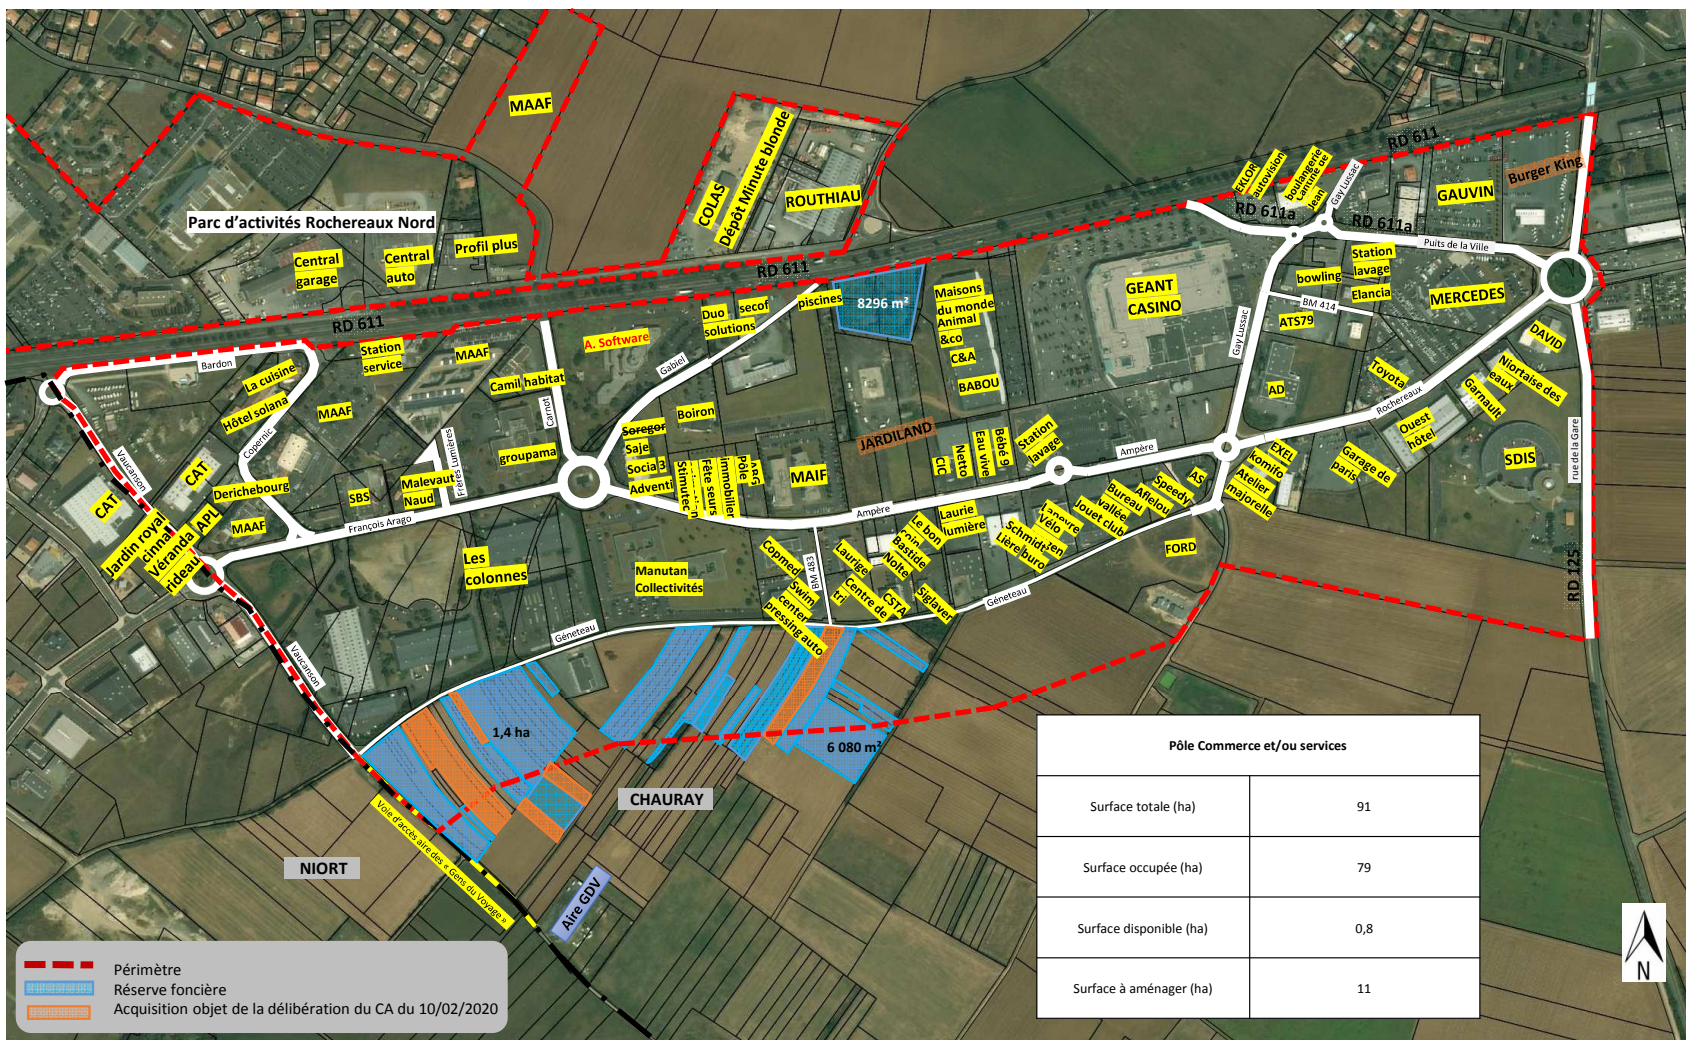 MAAF
COLAS
Dépôt Minute blonde
ROUTHIAU
Parc d'activités Rochereaux Nord
Central
garage
Central
auto
Profil plus
RD 611
RD 611
RD 611
EKLOR
autovision
boulangerie
Jean
Gay Lussac
RD 611a
RD 611a
GAUVIN
Burger King
Puits de la Ville
Station
lavage
bowling
Elancia
BM 414
ATS79
MERCEDES
DAVID
GEANT
CASINO
Gay Lussac
8296 m²
piscines
secof
Duo
solutions
Maisons
du monde
Animal
&co
C&A
BABOU
A. Software
Gabiel
Station
service
MAAF
Bardon
La cuisine
Hôtel solana
MAAF
Camif habitat
Carnot
Copernic
Vaucanson
CAT
CAT
Derichebourg
MAAF
SBS
Malevaut
Naud
Frères Lumières
groupama
Soregor
Saje
Socia 3
Adventi
Boiron
Stimutec
Fête seurs
immobilier
Pôle
MAIF
JARDILAND
CIC
Netto
EaU vive
Bébé 9
Station
lavage
Ampère
Ampère
François Arago
AD
Toyota
Rochereaux
Garnault
Niortaise des
eaux
Ouest
hôtel
Garage de
paris
SDIS
rue de la Gare
RD 125
EXEL
komifo
Atelier
majorelle
AS
Speedy
Afflelou
Bureau
vallée
Jouet club
FORD
Vélo
Schmidt
Lière buro
Laurie
lumière
Le bon
Bastide
Nolte
Laurige
Centre de
tri
CSTA
Siglaver
BM 483
Copmed
Swim
center
pressing auto
Géneteau
Géneteau
Manutan
Collectivités
Les
colonnes
Jardin royal
cinna
Véranda APL
rideau
Vaucanson
1,4 ha
6 080 m²
CHAURAY
NIORT
Voie d'accès aire des « Gens du Voyage »
Aire GDV
Pôle Commerce et/ou services
Surface totale (ha) 91
Surface occupée (ha) 79
Surface disponible (ha) 0,8
Surface à aménager (ha) 11
Périmètre
Réserve foncière
Acquisition objet de la délibération du CA du 10/02/2020
N